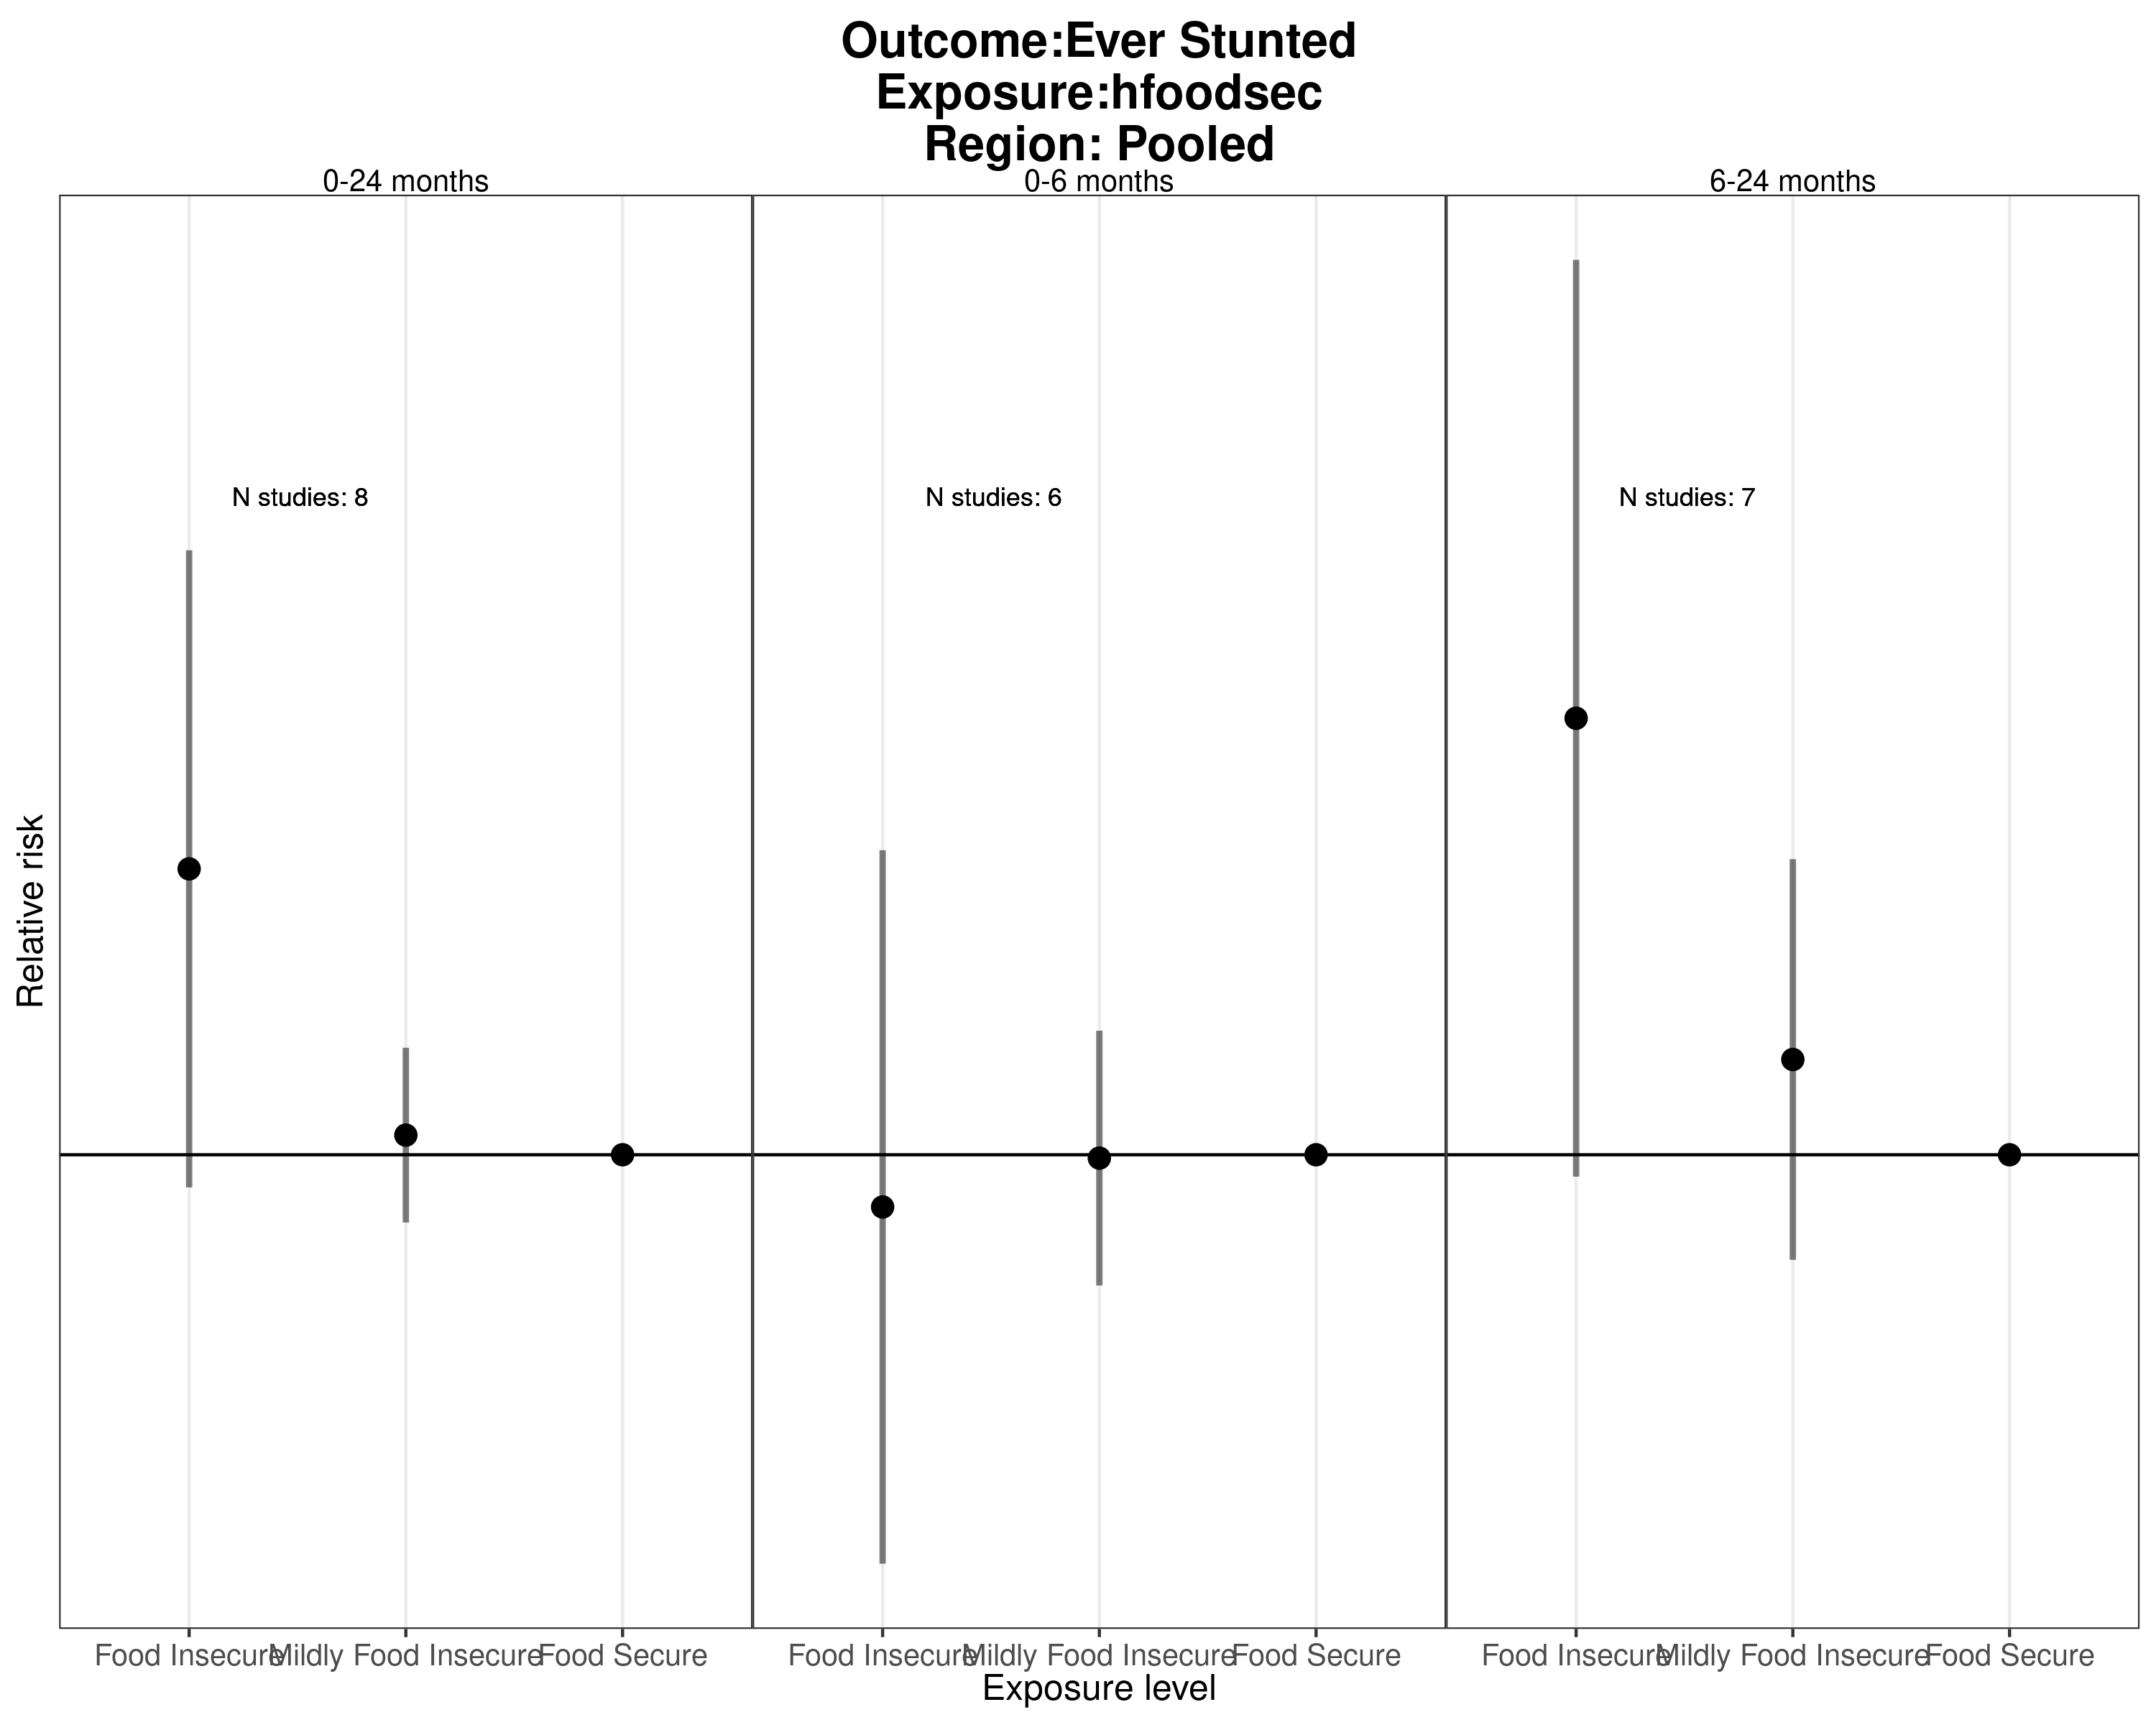 Outcome:Ever Stunted
Exposure:hfoodsec
Region: Pooled
0-24 months
0-6 months
6-24 months
N studies: 8
N studies: 6
N studies: 7
Relative risk
Food Insecure
Mildly Food Insecure
Food Secure
Food Insecure
Mildly Food Insecure
Food Secure
Food Insecure
Mildly Food Insecure
Food Secure
Exposure level